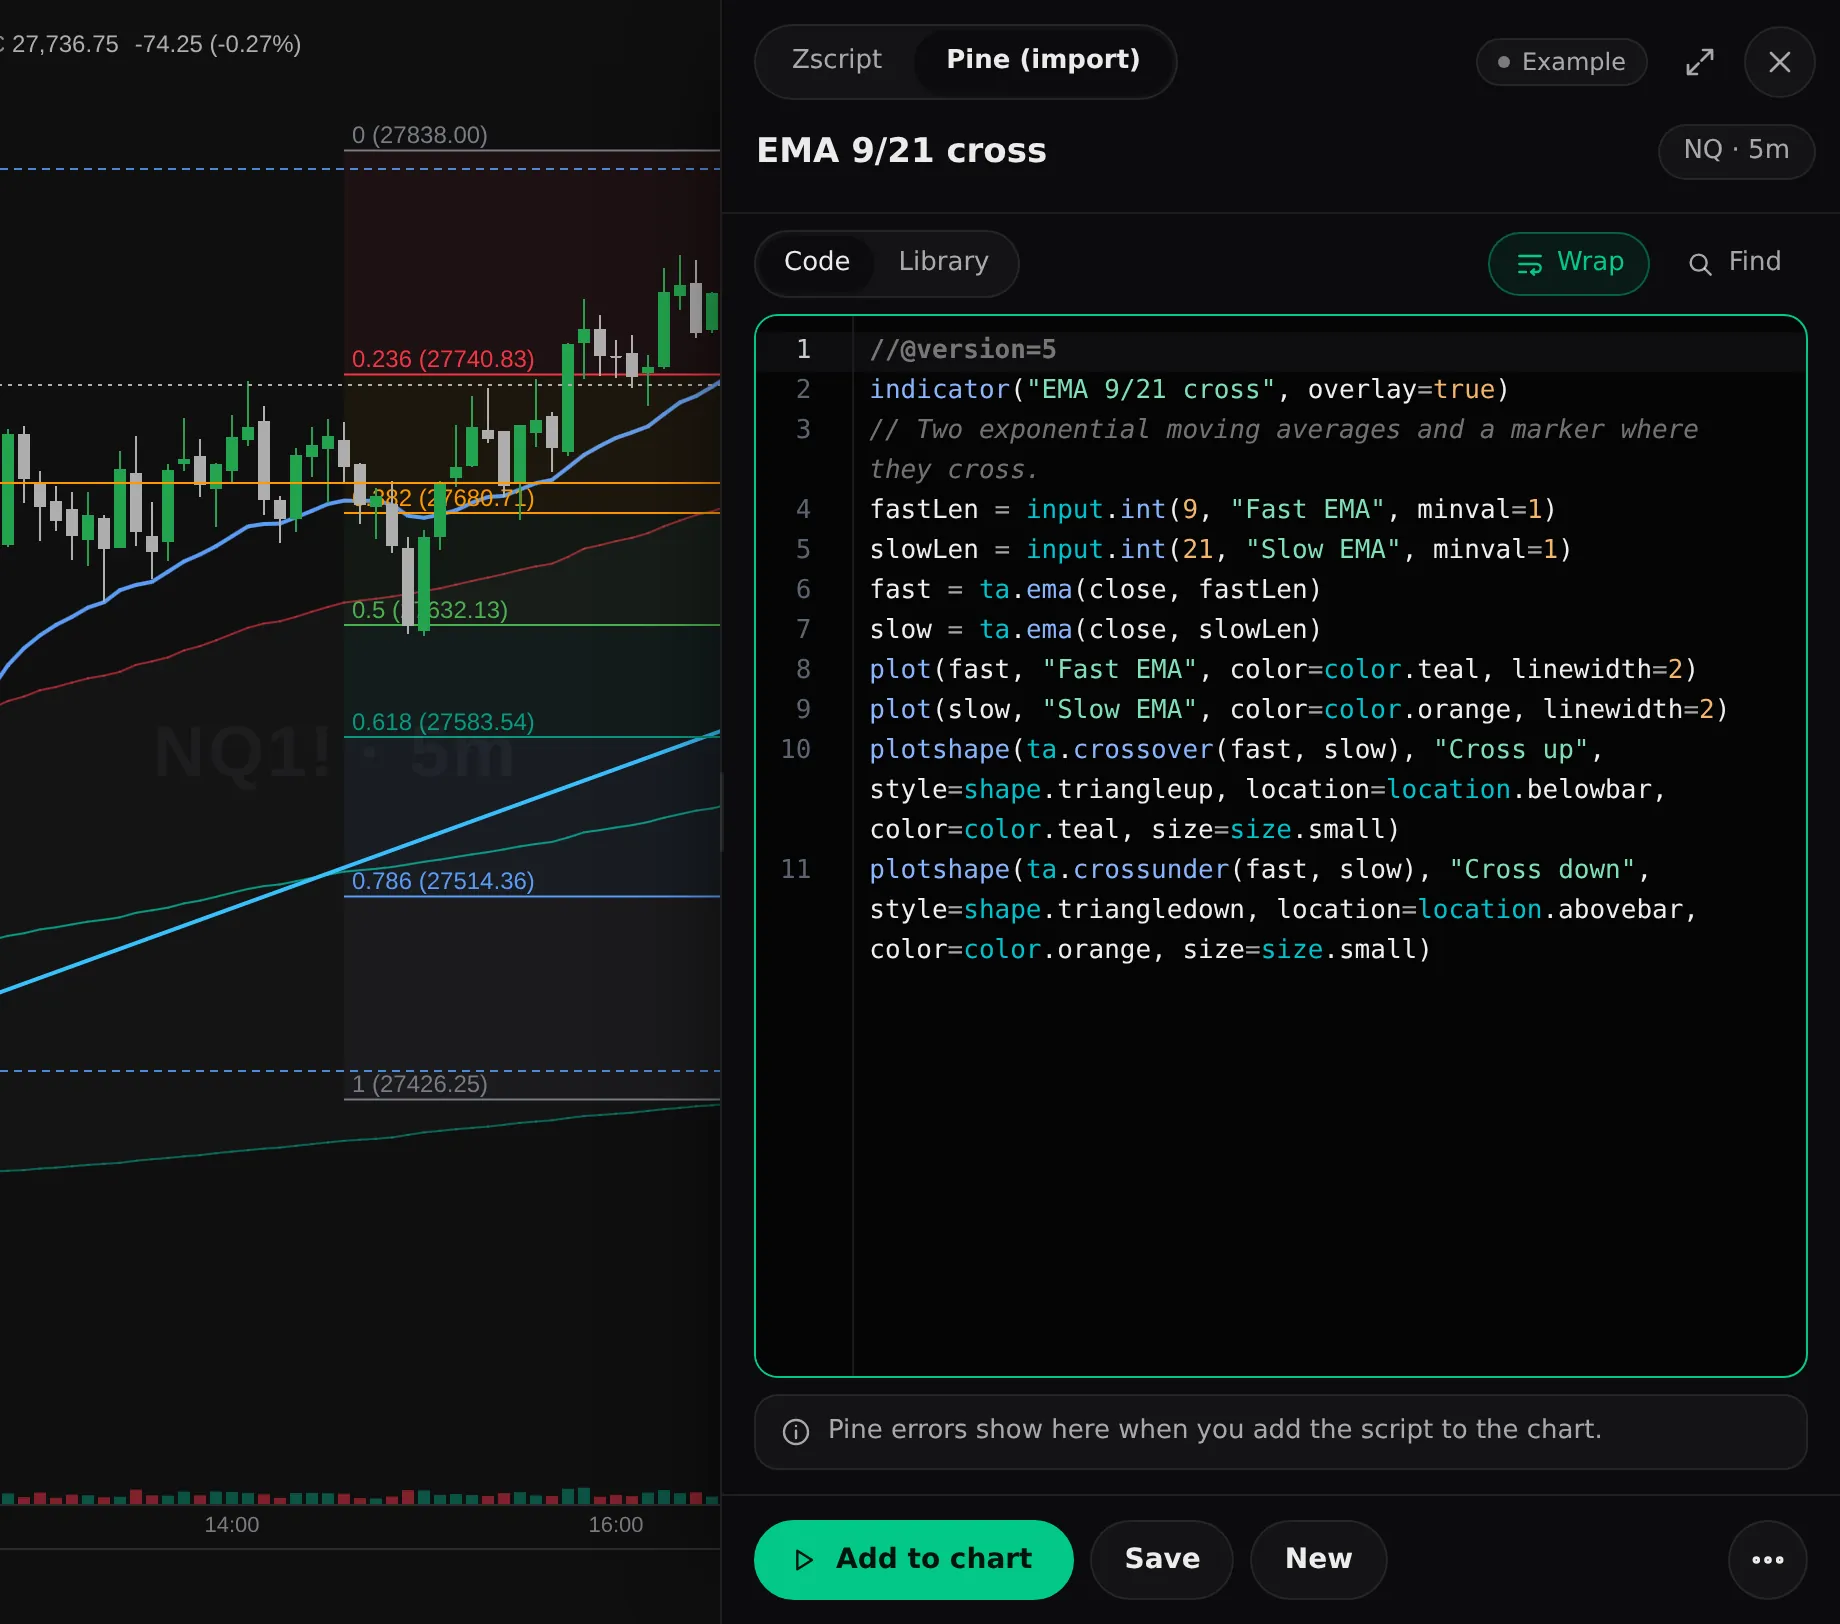 C 27,736.75 -74.25 (-0.27%)
0 (27838.00)
0.236 (27740.83)
0.382 (27680.71)
0.5 (27632.13)
0.618 (27583.54)
NQ1! · 5m
0.786 (27514.36)
1 (27426.25)
14:00
16:00
Zscript
Pine (import)
Example
EMA 9/21 cross
NQ · 5m
Code
Library
Wrap
Find
1 //@version=5
2 indicator("EMA 9/21 cross", overlay=true)
3 // Two exponential moving averages and a marker where
they cross.
4 fastLen = input.int(9, "Fast EMA", minval=1)
5 slowLen = input.int(21, "Slow EMA", minval=1)
6 fast = ta.ema(close, fastLen)
7 slow = ta.ema(close, slowLen)
8 plot(fast, "Fast EMA", color=color.teal, linewidth=2)
9 plot(slow, "Slow EMA", color=color.orange, linewidth=2)
10 plotshape(ta.crossover(fast, slow), "Cross up",
style=shape.triangleup, location=location.belowbar,
color=color.teal, size=size.small)
11 plotshape(ta.crossunder(fast, slow), "Cross down",
style=shape.triangledown, location=location.abovebar,
color=color.orange, size=size.small)
Pine errors show here when you add the script to the chart.
Add to chart
Save
New